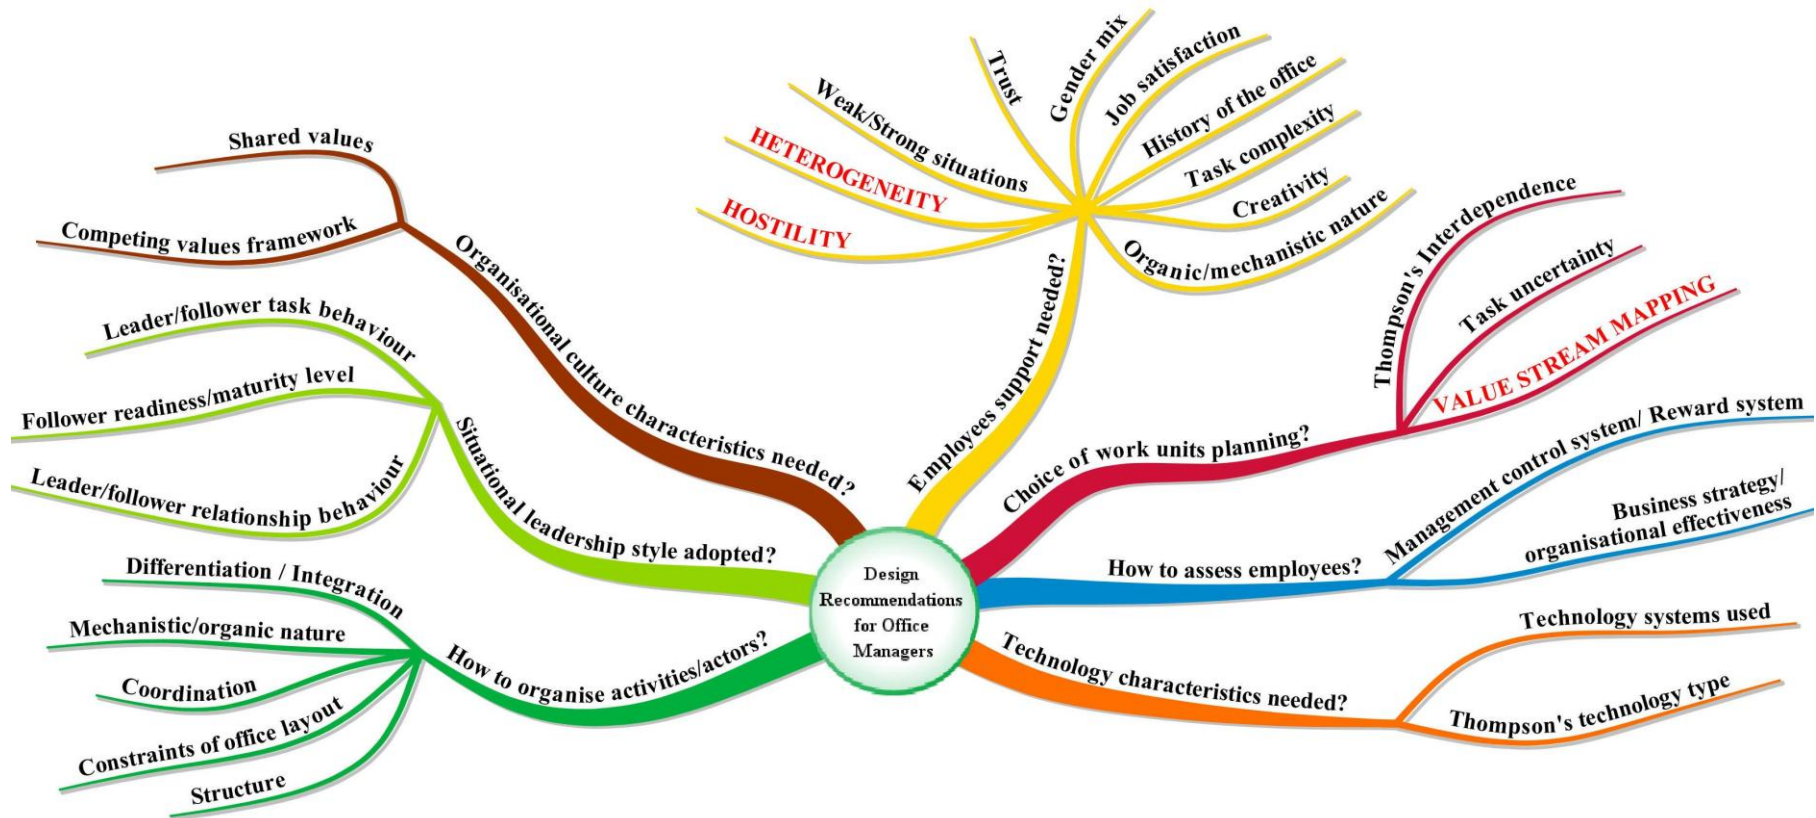 Design
Recommendations
for Office
Managers
Organisational culture characteristics needed?
Shared values
Competing values framework
Situational leadership style adopted?
Leader/follower task behaviour
Follower readiness/maturity level
Leader/follower relationship behaviour
How to organise activities/actors?
Differentiation / Integration
Mechanistic/organic nature
Coordination
Constraints of office layout
Structure
Employees support needed?
HOSTILITY
HETEROGENEITY
Weak/Strong situations
Trust
Gender mix
Job satisfaction
History of the office
Task complexity
Creativity
Organic/mechanistic nature
Choice of work units planning?
Thompson's Interdependence
Task uncertainty
VALUE STREAM MAPPING
How to assess employees?
Management control system/ Reward system
Business strategy/
organisational effectiveness
Technology characteristics needed?
Technology systems used
Thompson's technology type